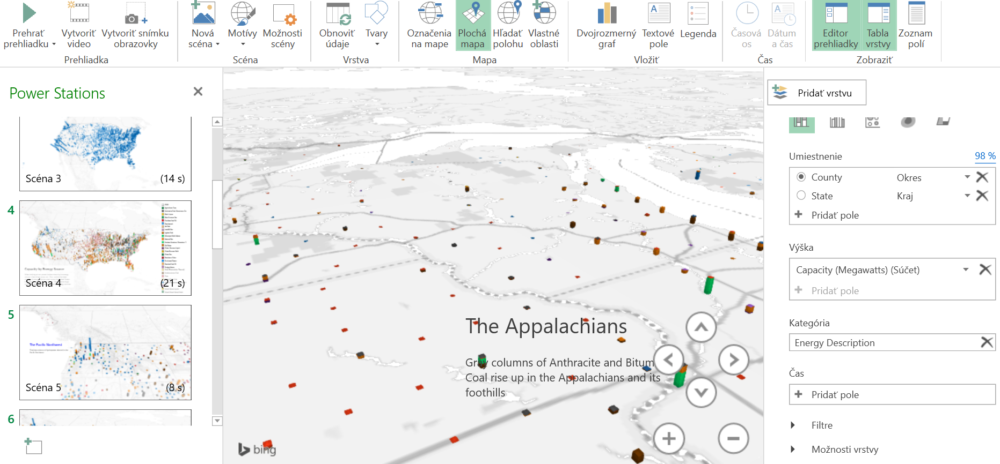 Prehrať
prehliadku
Vytvoriť
video
Vytvoriť snímku
obrazovky
Prehliadka
Nová
scéna
Motívy
Možnosti
scény
Scéna
Obnoviť
údaje
Tvary
Vrstva
Označenia
na mape
Plochá
mapa
Hľadať
polohu
Vlastné
oblasti
Mapa
Dvojrozmerný
graf
Textové
pole
Legenda
Vložiť
Časová
os
Dátum
a čas
Čas
Editor
prehliadky
Tabla
vrstvy
Zoznam
polí
Zobraziť
Power Stations
Scéna 3 (14 s)
4
Scéna 4 (21 s)
5
The Pacific Northwest
Scéna 5 (8 s)
6
The Appalachians
Gray columns of Anthracite and Bitum
Coal rise up in the Appalachians and its
foothills
bing
Pridať vrstvu
Umiestnenie 98 %
County Okres
State Kraj
Pridať pole
Výška
Capacity (Megawatts) (Súčet)
Pridať pole
Kategória
Energy Description
Čas
Pridať pole
Filtre
Možnosti vrstvy